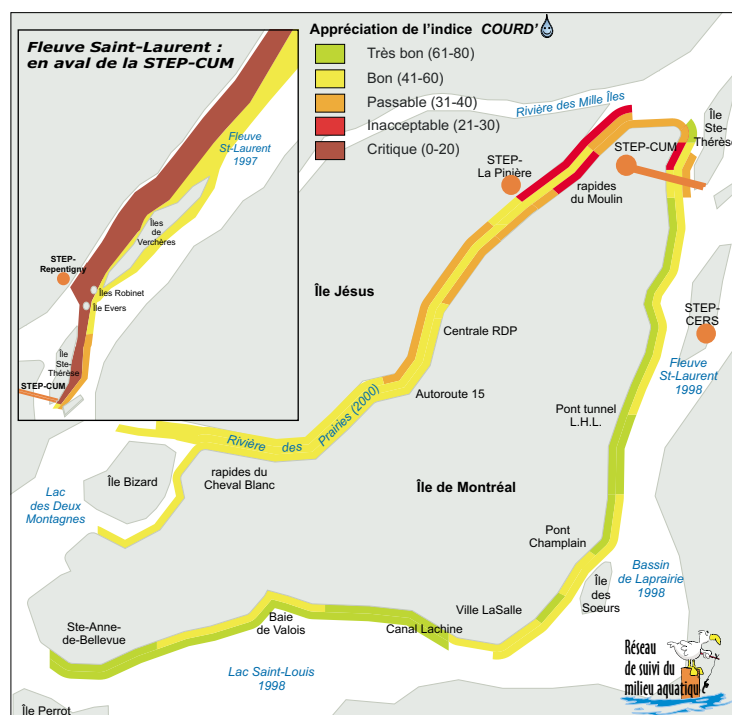 Fleuve Saint-Laurent :
en aval de la STEP-CUM
Fleuve
St-Laurent
1997
Îles
de
Verchères
STEP-
Repentigny
Îles Robinet
Île Evers
Île
Ste-
Thérèse
STEP-CUM
Appréciation de l'indice COURD'
Très bon (61-80)
Bon (41-60)
Passable (31-40)
Inacceptable (21-30)
Critique (0-20)
Rivière des Mille Îles
Île
Ste-
Thérèse
STEP-CUM
STEP-
La Pinière
rapides
du Moulin
Île Jésus
STEP-
CERS
Centrale RDP
Fleuve
St-Laurent
1998
Autoroute 15
Pont tunnel
L.H.L.
Rivière des Prairies (2000)
rapides du
Cheval Blanc
Île Bizard
Île de Montréal
Lac
des Deux
Montagnes
Pont
Champlain
Bassin
de Laprairie
1998
Île
des
Soeurs
Ville LaSalle
Ste-Anne-
de-Bellevue
Baie
de Valois
Canal Lachine
Lac Saint-Louis
1998
Île Perrot
Réseau
de suivi du
milieu aquatiqu